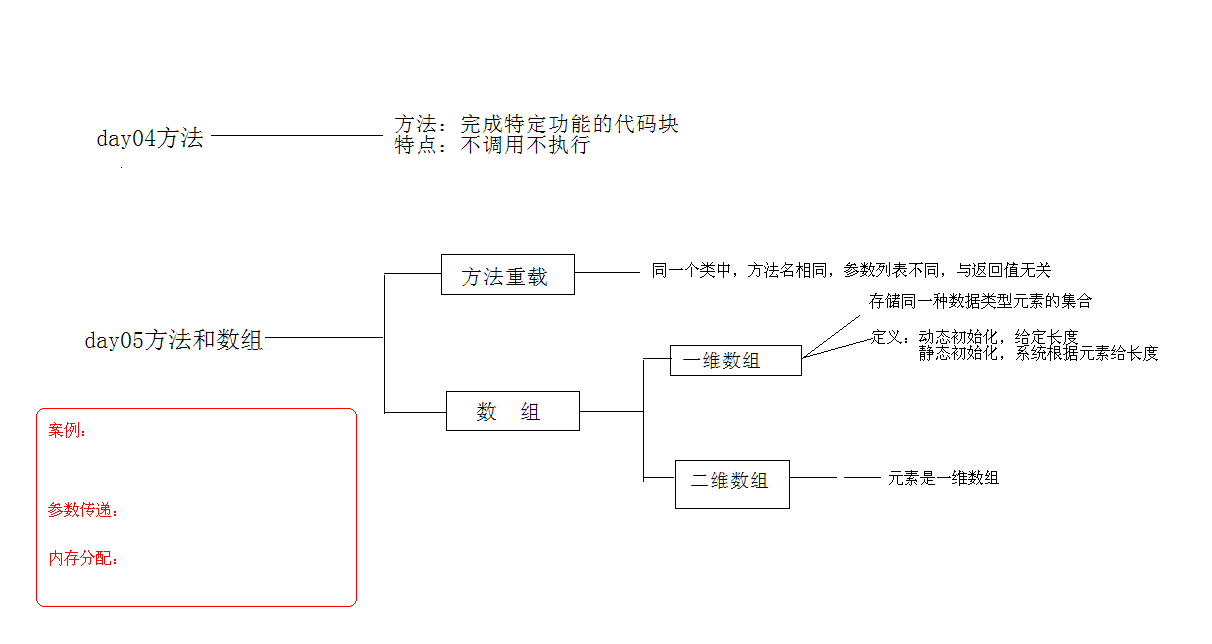 day04方法
方法：完成特定功能的代码块
特点：不调用不执行
day05方法和数组
方法重载
同一个类中，方法名相同，参数列表不同，与返回值无关
数 组
一维数组
存储同一种数据类型元素的集合
定义：动态初始化，给定长度
静态初始化，系统根据元素给长度
二维数组
元素是一维数组
案例：
参数传递：
内存分配：